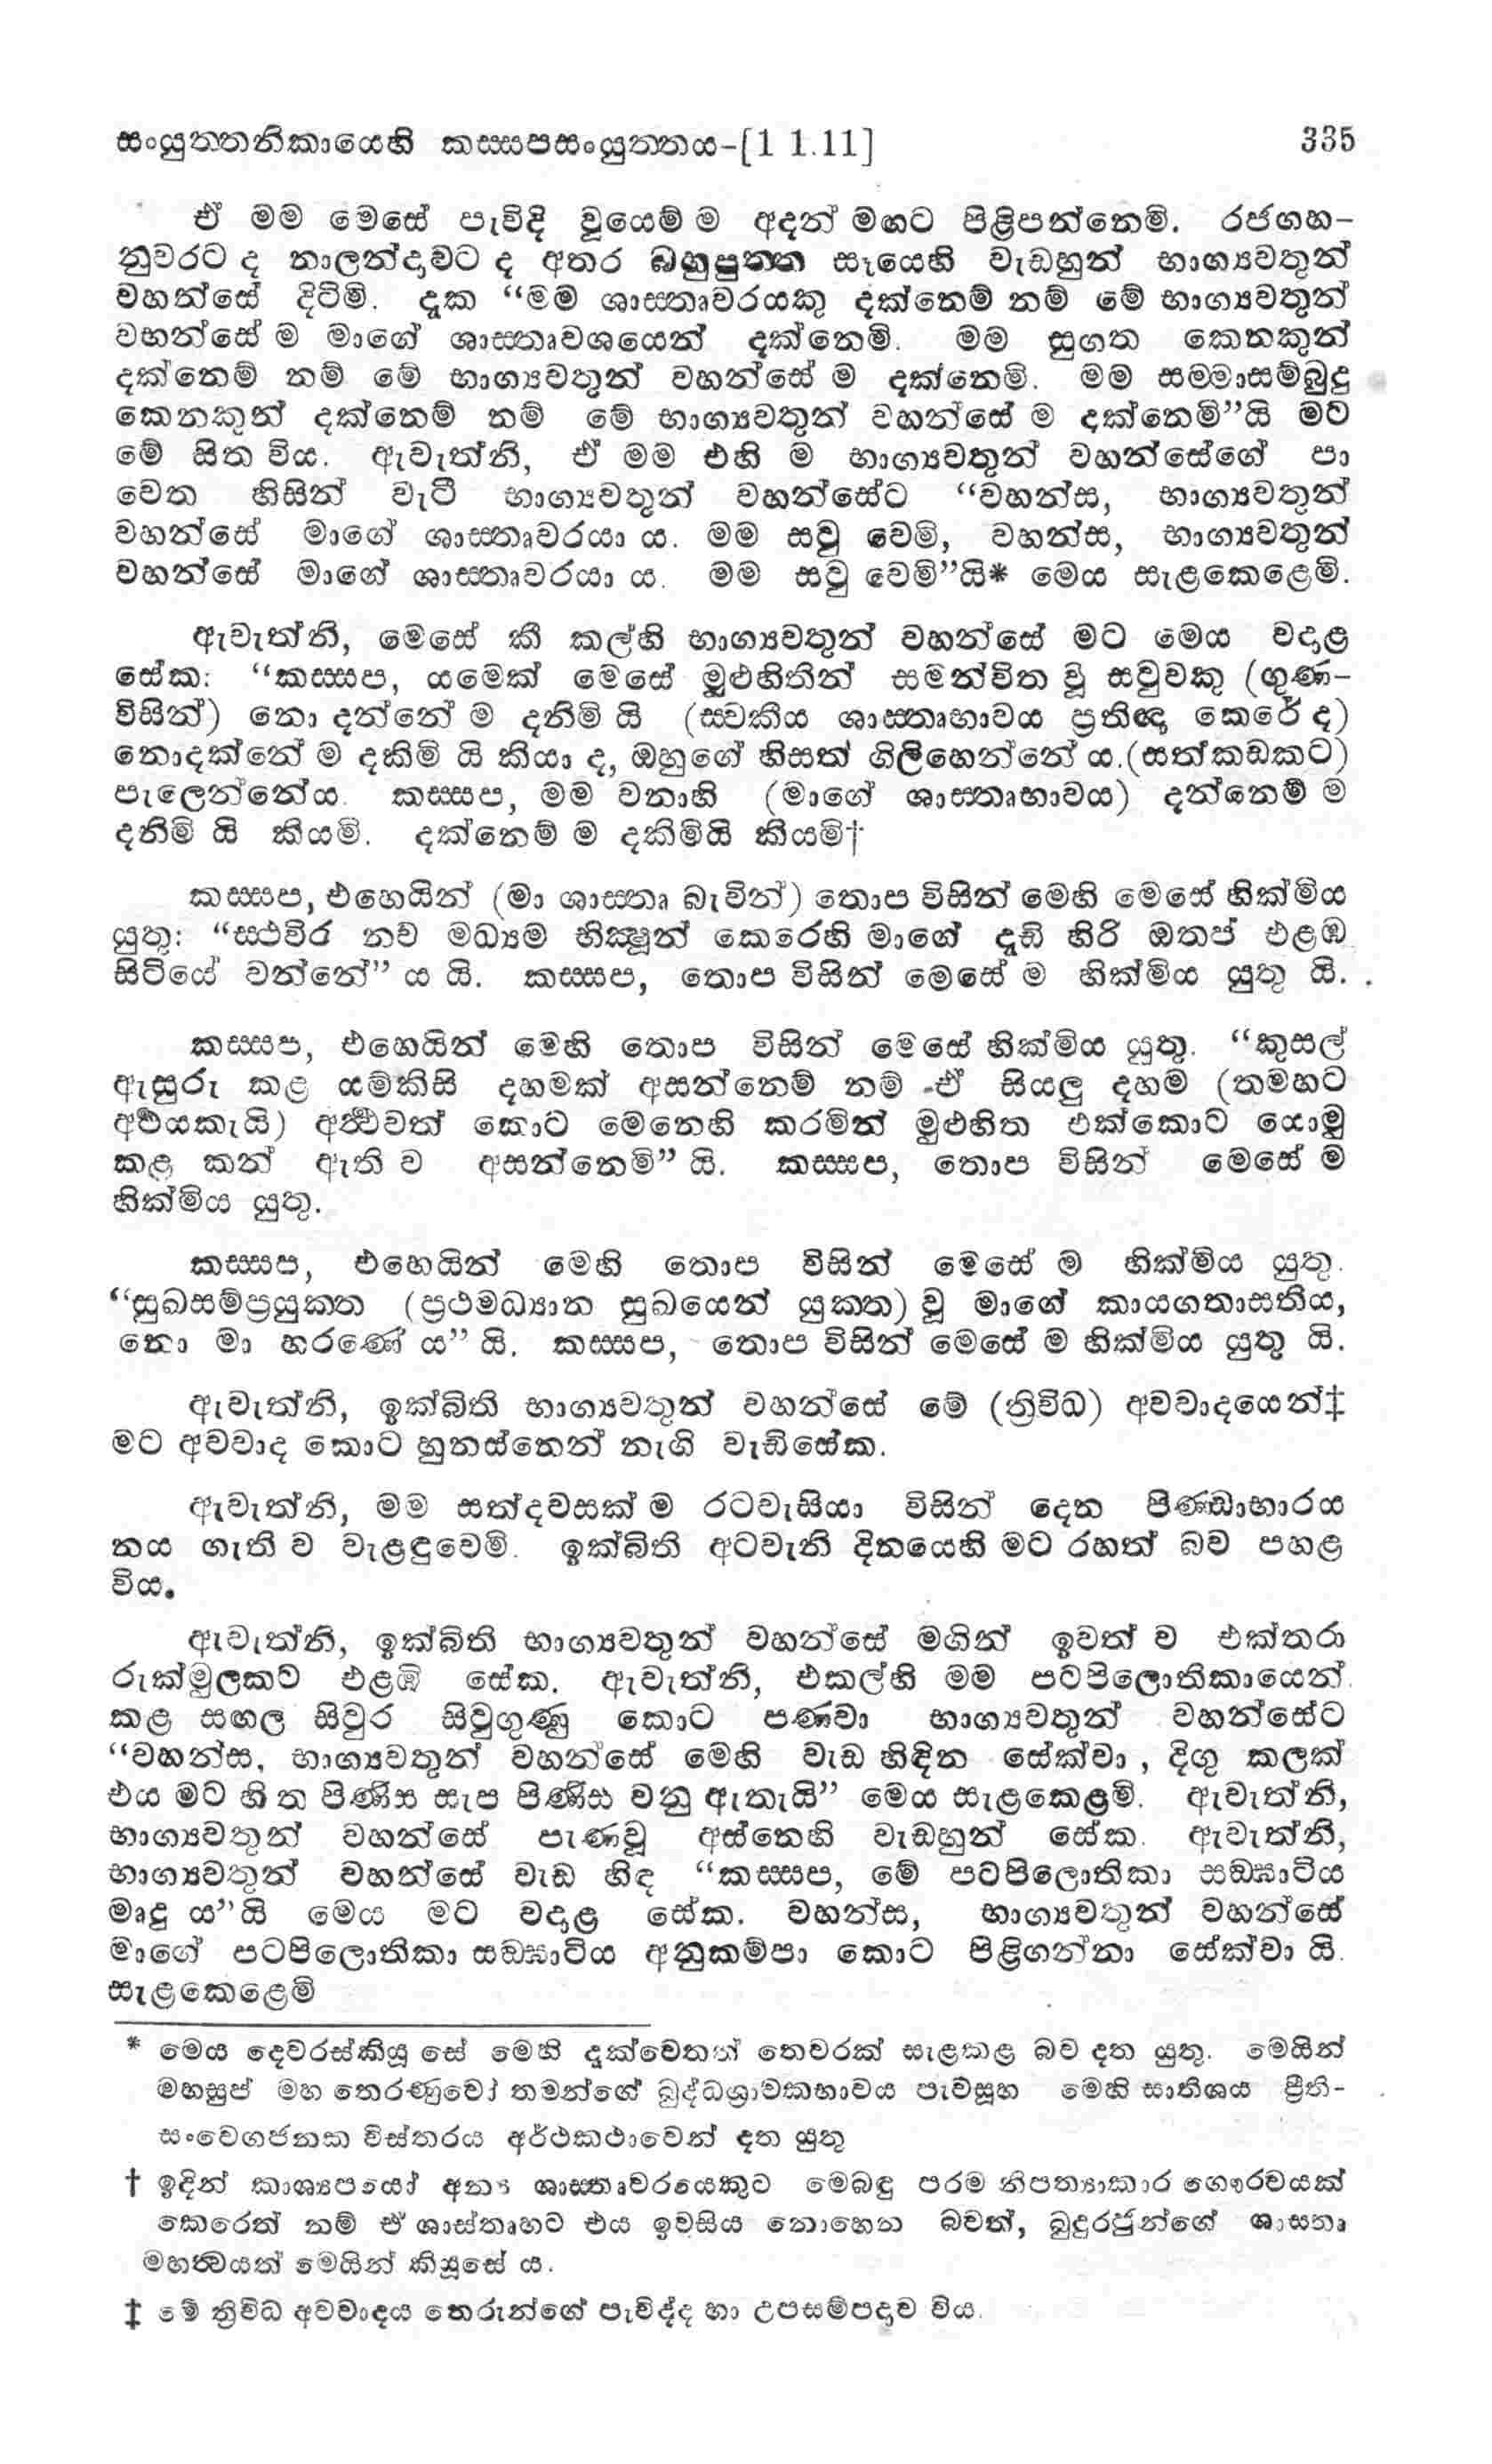 සංයුත්තනිකායෙහි කස්සපසංයුත්තය-[1 1.11] 335
ඒ මම මෙසේ පැවිදි වූයෙම් ම අදන් මඟට පිළිපන්නෙමි. රජගහ-
නුවරට ද නාලන්දාවට ද අතර බහුපුත්ත සෑයෙහි වැඩහුන් භාග්‍යවතුන්
වහන්සේ දිටිමි. දැක “මම ශාස්තෲවරයකු දක්නෙම් නම් මේ භාග්‍යවතුන්
වහන්සේ ම මාගේ ශාස්තෘවශයෙන් දක්නෙමි. මම සුගත කෙනකුන්
දක්නෙම් නම් මේ භාග්‍යවතුන් වහන්සේ ම දක්නෙමි. මම සම්මාසම්බුදු
කෙනකුන් දක්නෙම් නම් මේ භාග්‍යවතුන් වහන්සේ ම දක්නෙමි”යි මට
මේ සිත විය. ඇවැත්නි, ඒ මම එහි ම භාග්‍යවතුන් වහන්සේගේ පා
වෙත හිසින් වැටී භාග්‍යවතුන් වහන්සේට “වහන්ස, භාග්‍යවතුන්
වහන්සේ මාගේ ශාස්තෘවරයා ය. මම සවු වෙමි, වහන්ස, භාග්‍යවතුන්
වහන්සේ මාගේ ශාස්තෘවරයා ය. මම සවු වෙමි”යි* මෙය සැළකෙළෙමි.
ඇවැත්නි, මෙසේ කී කල්හි භාග්‍යවතුන් වහන්සේ මට මෙය වදාළ
සේක: “කස්සප, යමෙක් මෙසේ මුළුහිතින් සමන්විත වූ සවුවකු (ගුණ-
විසින්) නො දන්නේ ම දනිමි යි (ස්වකීය ශාස්තෘභාවය ප්‍රතිඥා කෙරේ ද)
නොදක්නේ ම දකිමි යි කියා ද, ඔහුගේ හිසත් ගිලිහෙන්නේ ය.(සත්කඩකට)
පැලෙන්නේය. කස්සප, මම වනාහි (මාගේ ශාස්තෘභාවය) දන්නෙම් ම
දනිමි යි කියමි. දක්නෙම් ම දකිමියි කියමි†
කස්සප, එහෙයින් (මා ශාස්තෘ බැවින්) තොප විසින් මෙහි මෙසේ හික්මිය
යුතු: “ස්ථවිර නව මධ්‍යම භික්ෂූන් කෙරෙහි මාගේ දැඩි හිරි ඔතප් එළඹ
සිටියේ වන්නේ” ය යි. කස්සප, තොප විසින් මෙසේ ම හික්මිය යුතු යි.
කස්සප, එහෙයින් මෙහි තොප විසින් මෙසේ හික්මිය යුතු. “කුසල්
ඇසුරු කළ යම්කිසි දහමක් අසන්නෙම් නම් ඒ සියලු දහම (තමහට
අර්ථයකැයි) අර්ථවත් කොට මෙනෙහි කරමින් මුළුහිත එක්කොට යොමු
කළ කන් ඇති ව අසන්නෙමි” යි. කස්සප, තොප විසින් මෙසේ ම
හික්මිය යුතු.
කස්සප, එහෙයින් මෙහි තොප විසින් මෙසේ ම හික්මිය යුතු.
“සුඛසම්ප්‍රයුක්ත (ප්‍රථමධ්‍යාන සුඛයෙන් යුක්ත) වූ මාගේ කායගතාසතිය,
නො මා හරණේ ය” යි. කස්සප, තොප විසින් මෙසේ ම හික්මිය යුතු යි.
ඇවැත්නි, ඉක්බිති භාග්‍යවතුන් වහන්සේ මේ (ත්‍රිවිධ) අවවාදයෙන්‡
මට අවවාද කොට හුනස්නෙන් නැගි වැඩිසේක.
ඇවැත්නි, මම සත්දවසක් ම රටවැසියා විසින් දෙන පිණ්ඩාහාරය
නය ගැති ව වැළඳුවෙමි. ඉක්බිති අටවැනි දිනයෙහි මට රහත් බව පහළ
විය.
ඇවැත්නි, ඉක්බිති භාග්‍යවතුන් වහන්සේ මගින් ඉවත් ව එක්තරා
රුක්මුලකට එළඹි සේක. ඇවැත්නි, එකල්හි මම පටපිලොතිකායෙන්
කළ සඟල සිවුර සිවුගුණු කොට පණවා භාග්‍යවතුන් වහන්සේට
“වහන්ස, භාග්‍යවතුන් වහන්සේ මෙහි වැඩ හිඳින සේක්වා, දිගු කලක්
එය මට හිත පිණිස සැප පිණිස වනු ඇතැයි” මෙය සැළකෙළමි. ඇවැත්නි,
භාග්‍යවතුන් වහන්සේ පැණවූ අස්නෙහි වැඩහුන් සේක. ඇවැත්නි,
භාග්‍යවතුන් වහන්සේ වැඩ හිඳ “කස්සප, මේ පටපිලොතිකා සඞ්ඝාටිය
මෘදු ය”යි මෙය මට වදාළ සේක. වහන්ස, භාග්‍යවතුන් වහන්සේ
මාගේ පටපිලොතිකා සඞ්ඝාටිය අනුකම්පා කොට පිළිගන්නා සේක්වා යි.
සැළකෙළෙමි
* මෙය දෙවරස්කියූ සේ මෙහි දැක්වෙතත් තෙවරක් සැළකළ බව දත යුතු. මෙයින්
මහසුප් මහ තෙරණුවෝ තමන්ගේ බුද්ධශ්‍රාවකභාවය පැවසූහ මෙහි සාතිශය ප්‍රීති-
සංවෙගජනක විස්තරය අර්ථකථාවෙන් දත යුතු
† ඉදින් කාශ්‍යපයෝ අන්‍ය ශාස්තෘවරයෙකුට මෙබඳු පරම නිපත්‍යාකාර ගෞරවයක්
කෙරෙත් නම් ඒ ශාස්තෘහට එය ඉවසිය නොහෙන බවත්, බුදුරජුන්ගේ ශාස්තෘ
මහත්වයත් මෙයින් කියූසේ ය.
‡ මේ ත්‍රිවිධ අවවාදය තෙරුන්ගේ පැවිද්ද හා උපසම්පදාව විය.